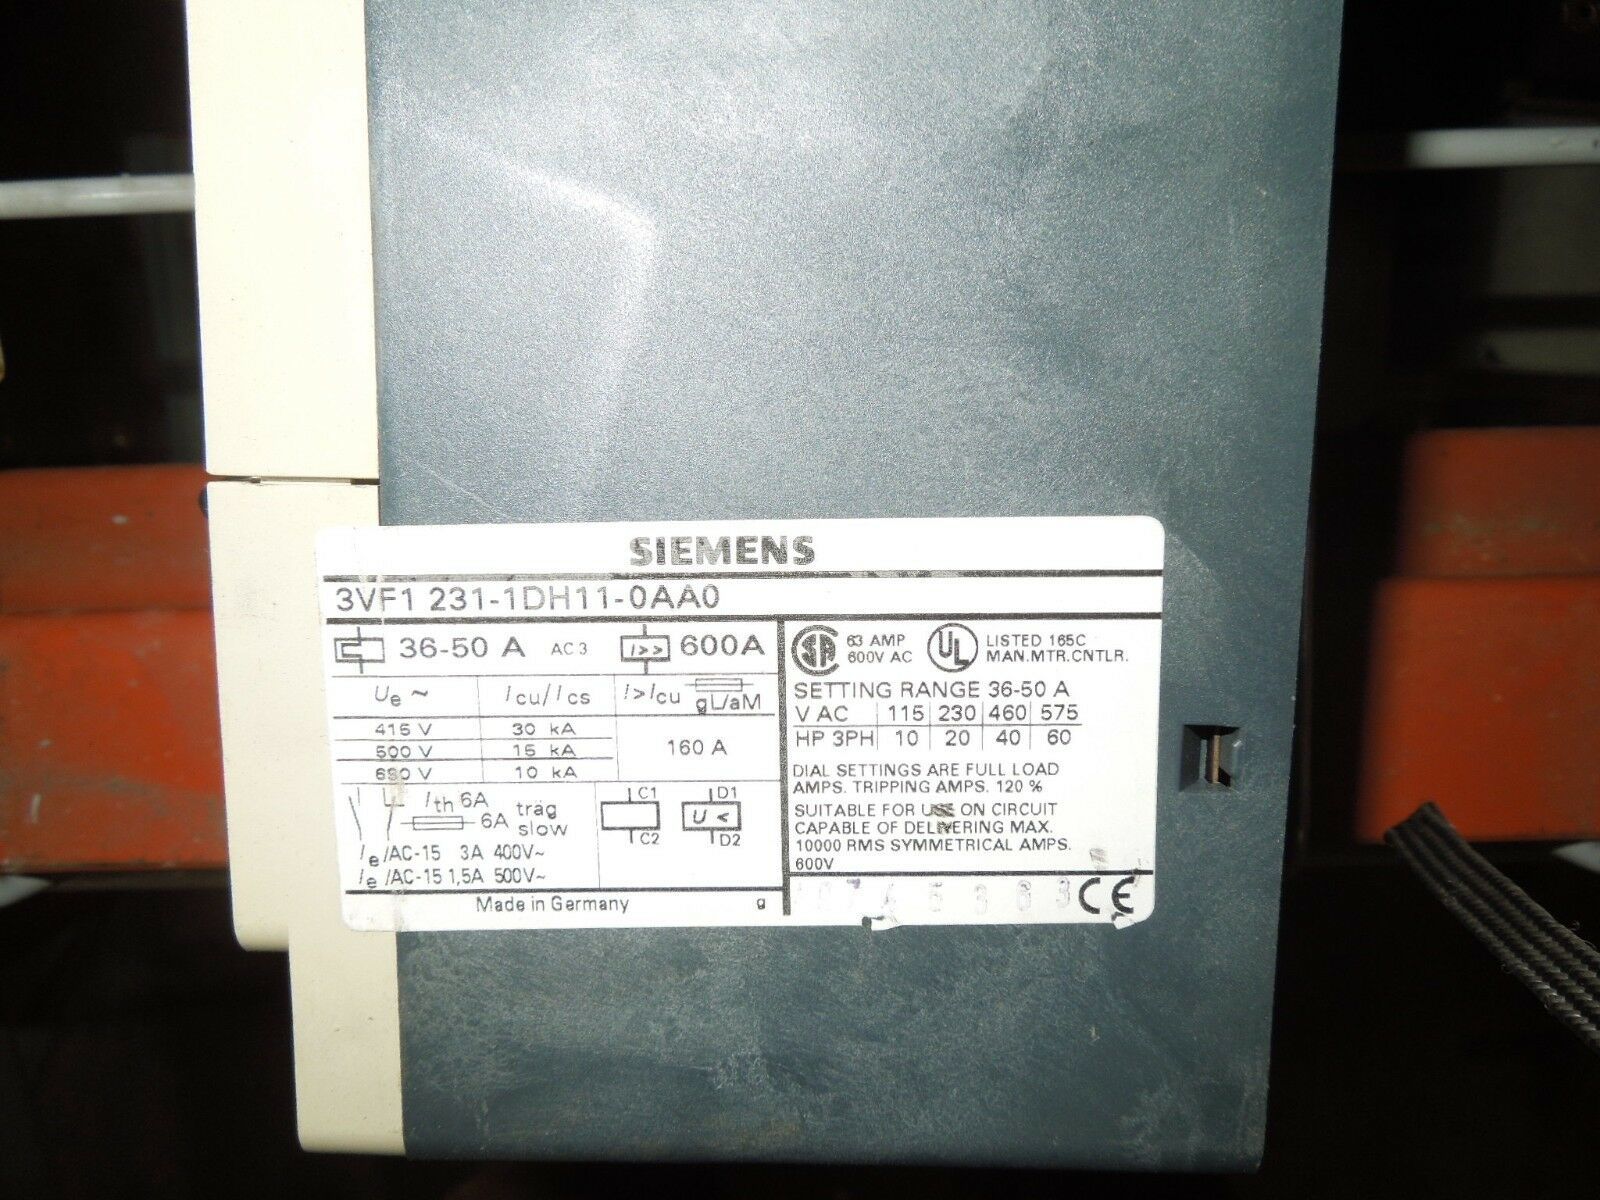 SIEMENS
3VF1 231-1DH11-0AA0
36-50 A AC 3 I>> 600A
Ue ~ Icu/Ics I>Icu gL/aM
415 V 30 kA
500 V 15 kA
690 V 10 kA
160 A
Ith 6A träg
6A slow
Ie/AC-15 3A 400V~
Ie/AC-15 1,5A 500V~
C1 D1
U <
C2 D2
Made in Germany g
SA 63 AMP
600V AC
UL LISTED 165C
MAN.MTR.CNTLR.
SETTING RANGE 36-50 A
V AC 115 230 460 575
HP 3PH 10 20 40 60
DIAL SETTINGS ARE FULL LOAD
AMPS. TRIPPING AMPS. 120 %
SUITABLE FOR USE ON CIRCUIT
CAPABLE OF DELIVERING MAX.
10000 RMS SYMMETRICAL AMPS.
600V
CE